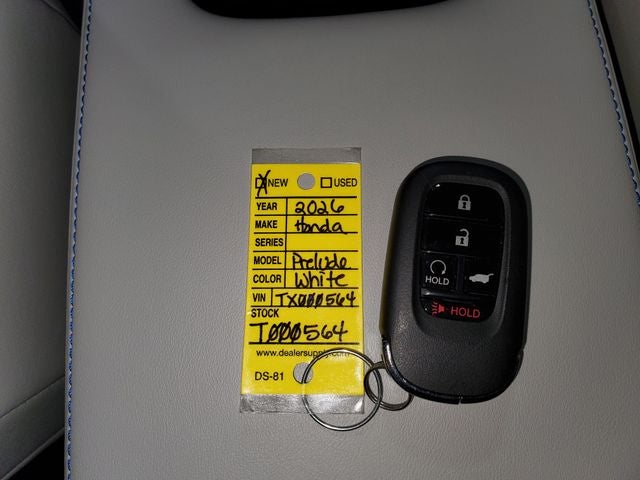 NEW USED
YEAR 2026
MAKE Honda
SERIES
MODEL Prelude
COLOR White
VIN TX000564
STOCK
T000564
www.dealersupply.com
DS-81
HOLD
HOLD